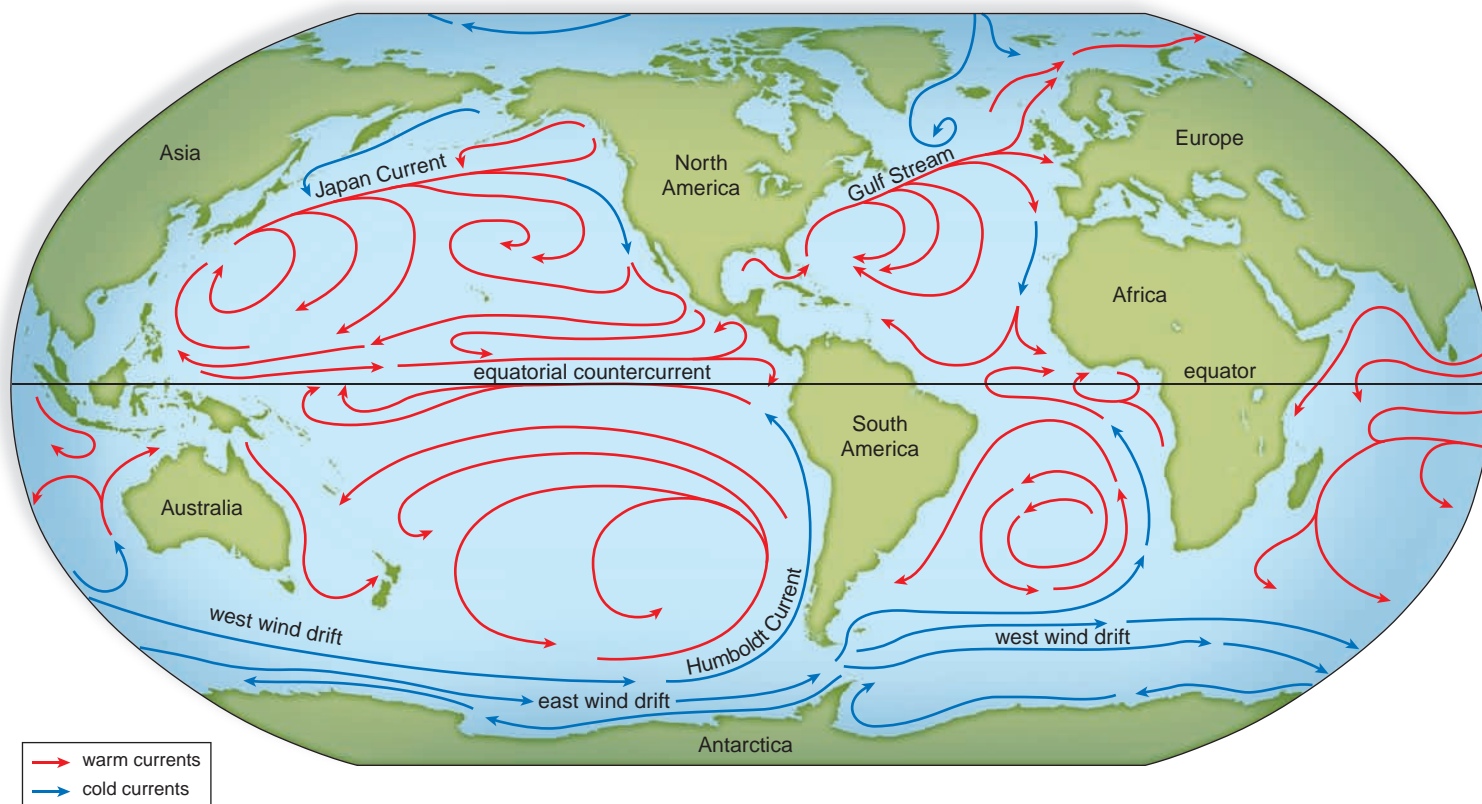 Asia
North
America
Europe
Japan Current
Gulf Stream
Africa
equatorial countercurrent
equator
South
America
Australia
Humboldt Current
west wind drift
west wind drift
east wind drift
Antarctica
warm currents
cold currents